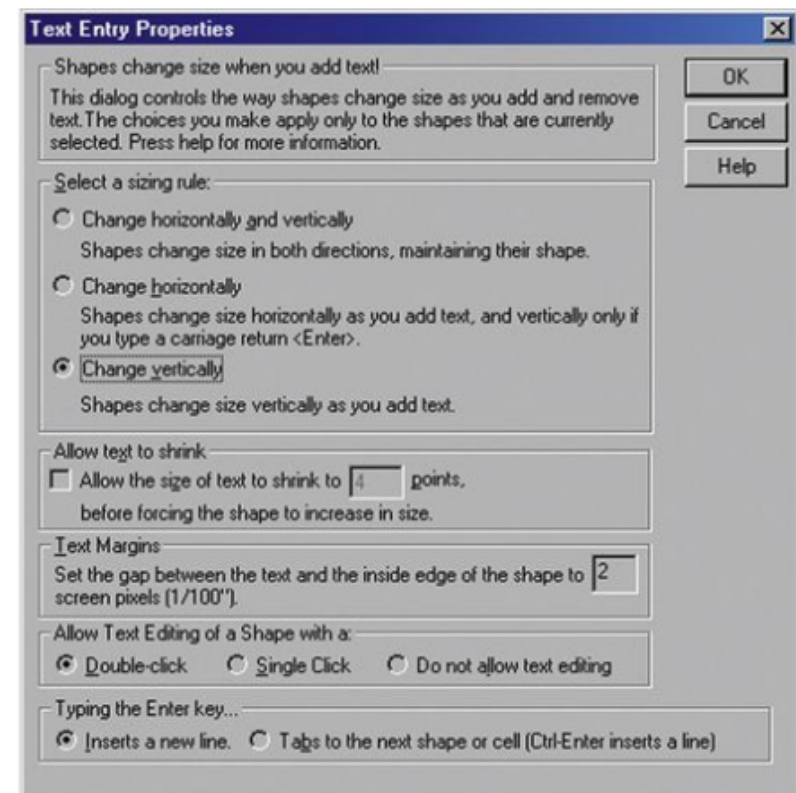 Text Entry Properties
Shapes change size when you add text!
OK
This dialog controls the way shapes change size as you add and remove
text.The choices you make apply only to the shapes that are currently
selected. Press help for more information.
Cancel
Help
Select a sizing rule:
Change horizontally and vertically
Shapes change size in both directions, maintaining their shape.
Change horizontally
Shapes change size horizontally as you add text, and vertically only if
you type a carriage return <Enter>.
Change vertically
Shapes change size vertically as you add text.
Allow text to shrink
Allow the size of text to shrink to 4 points,
before forcing the shape to increase in size.
Text Margins
Set the gap between the text and the inside edge of the shape to 2
screen pixels (1/100").
Allow Text Editing of a Shape with a:
Double-click Single Click Do not allow text editing
Typing the Enter key...
Inserts a new line. Tabs to the next shape or cell (Ctrl-Enter inserts a line)